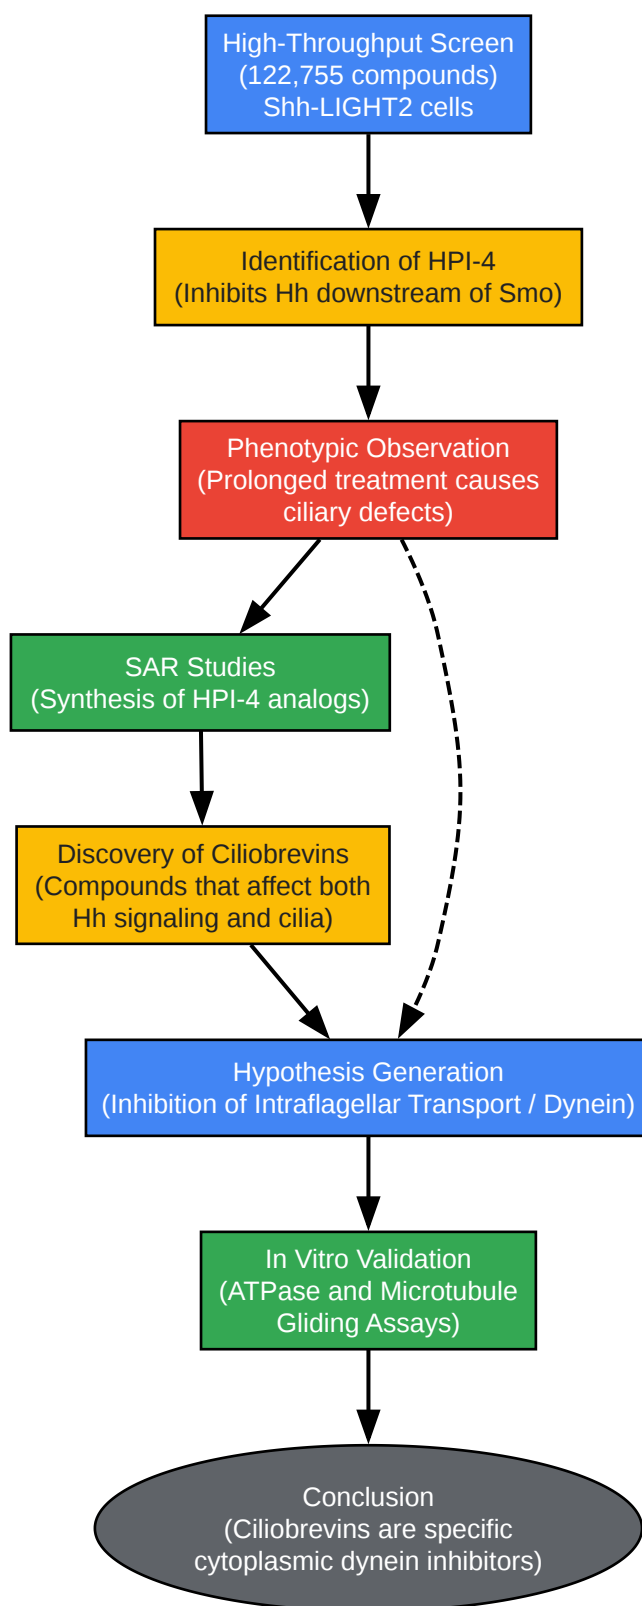 High-Throughput Screen
(122,755 compounds)
Shh-LIGHT2 cells
Identification of HPI-4
(Inhibits Hh downstream of Smo)
Phenotypic Observation
(Prolonged treatment causes
ciliary defects)
SAR Studies
(Synthesis of HPI-4 analogs)
Discovery of Ciliobrevins
(Compounds that affect both
Hh signaling and cilia)
Hypothesis Generation
(Inhibition of Intraflagellar Transport / Dynein)
In Vitro Validation
(ATPase and Microtubule
Gliding Assays)
Conclusion
(Ciliobrevins are specific
cytoplasmic dynein inhibitors)